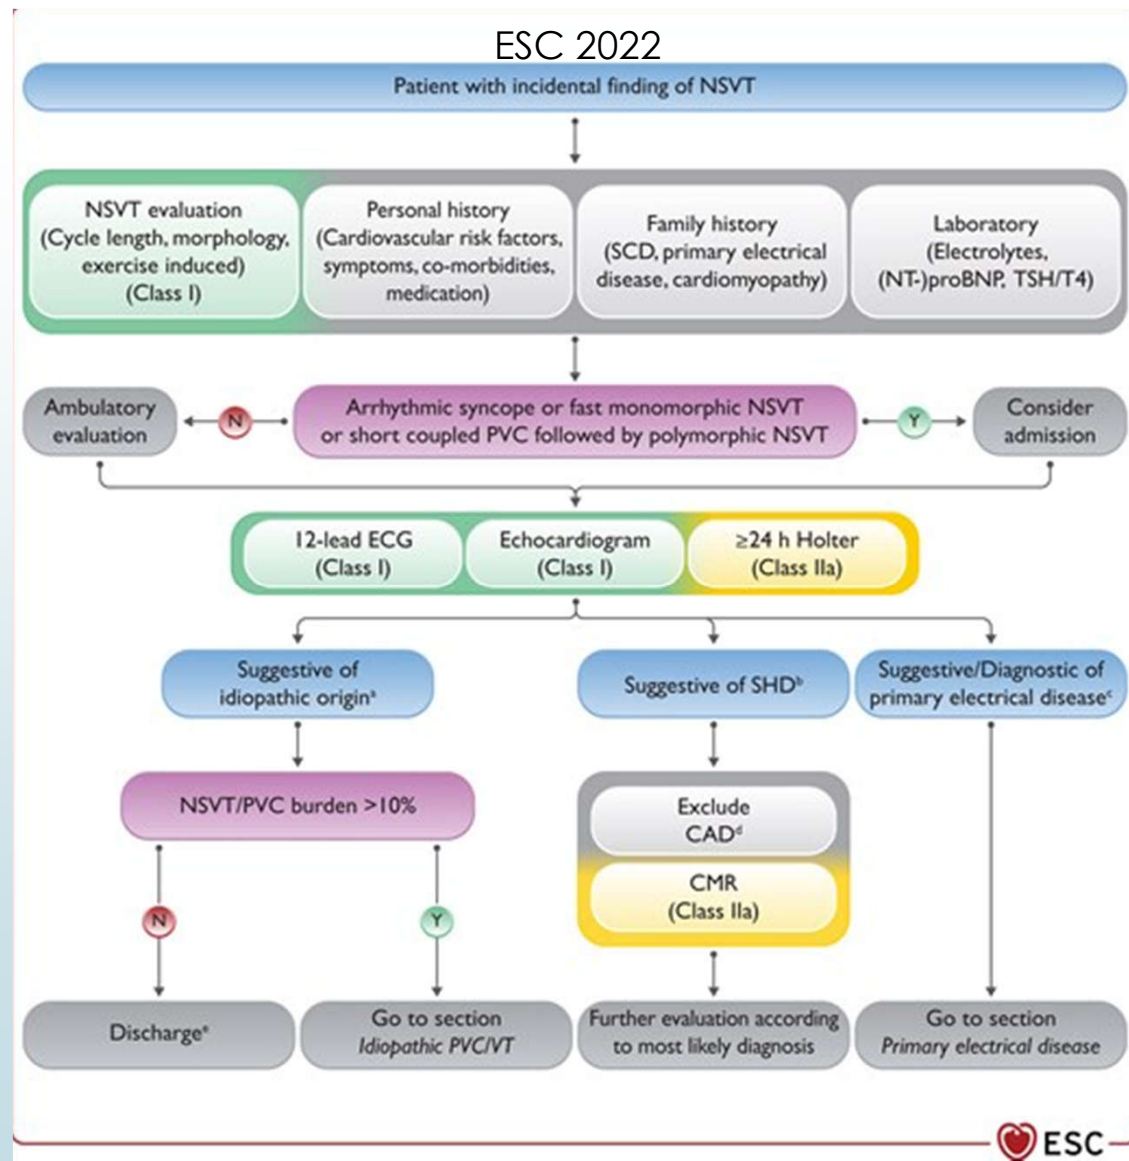 ESC 2022
Patient with incidental finding of NSVT
NSVT evaluation
(Cycle length, morphology,
exercise induced)
(Class I)
Personal history
(Cardiovascular risk factors,
symptoms, co-morbidities,
medication)
Family history
(SCD, primary electrical
disease, cardiomyopathy)
Laboratory
(Electrolytes,
(NT-)proBNP, TSH/T4)
Ambulatory
evaluation
N
Arrhythmic syncope or fast monomorphic NSVT
or short coupled PVC followed by polymorphic NSVT
Y
Consider
admission
12-lead ECG
(Class I)
Echocardiogram
(Class I)
≥24 h Holter
(Class IIa)
Suggestive of
idiopathic originᵃ
Suggestive of SHDᵇ
Suggestive/Diagnostic of
primary electrical diseaseᶜ
NSVT/PVC burden >10%
Exclude
CADᵈ
CMR
(Class IIa)
N
Y
Dischargeᵉ
Go to section
Idiopathic PVC/VT
Further evaluation according
to most likely diagnosis
Go to section
Primary electrical disease
ESC